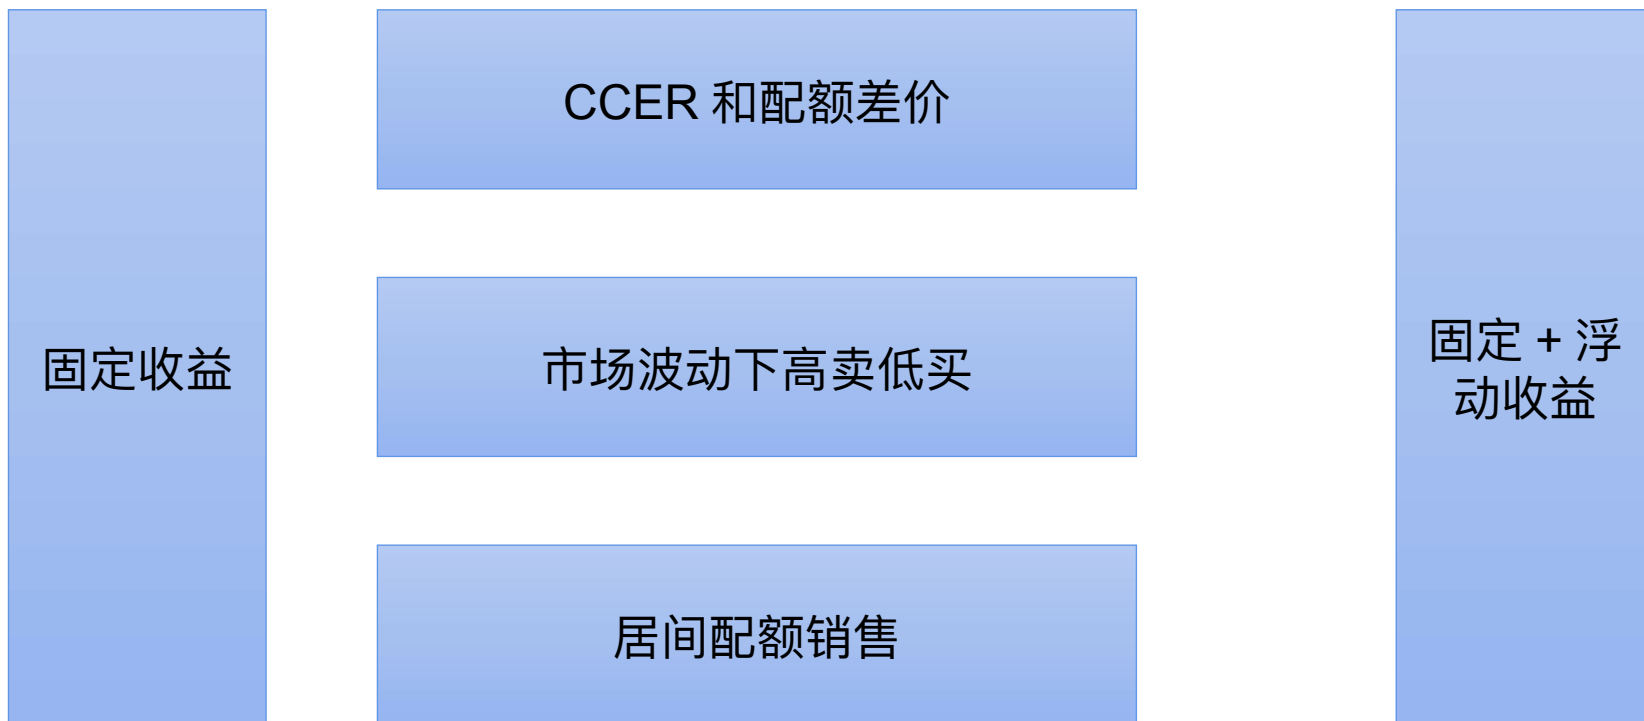 固定收益
CCER 和配额差价
市场波动下高卖低买
居间配额销售
固定 + 浮
动收益